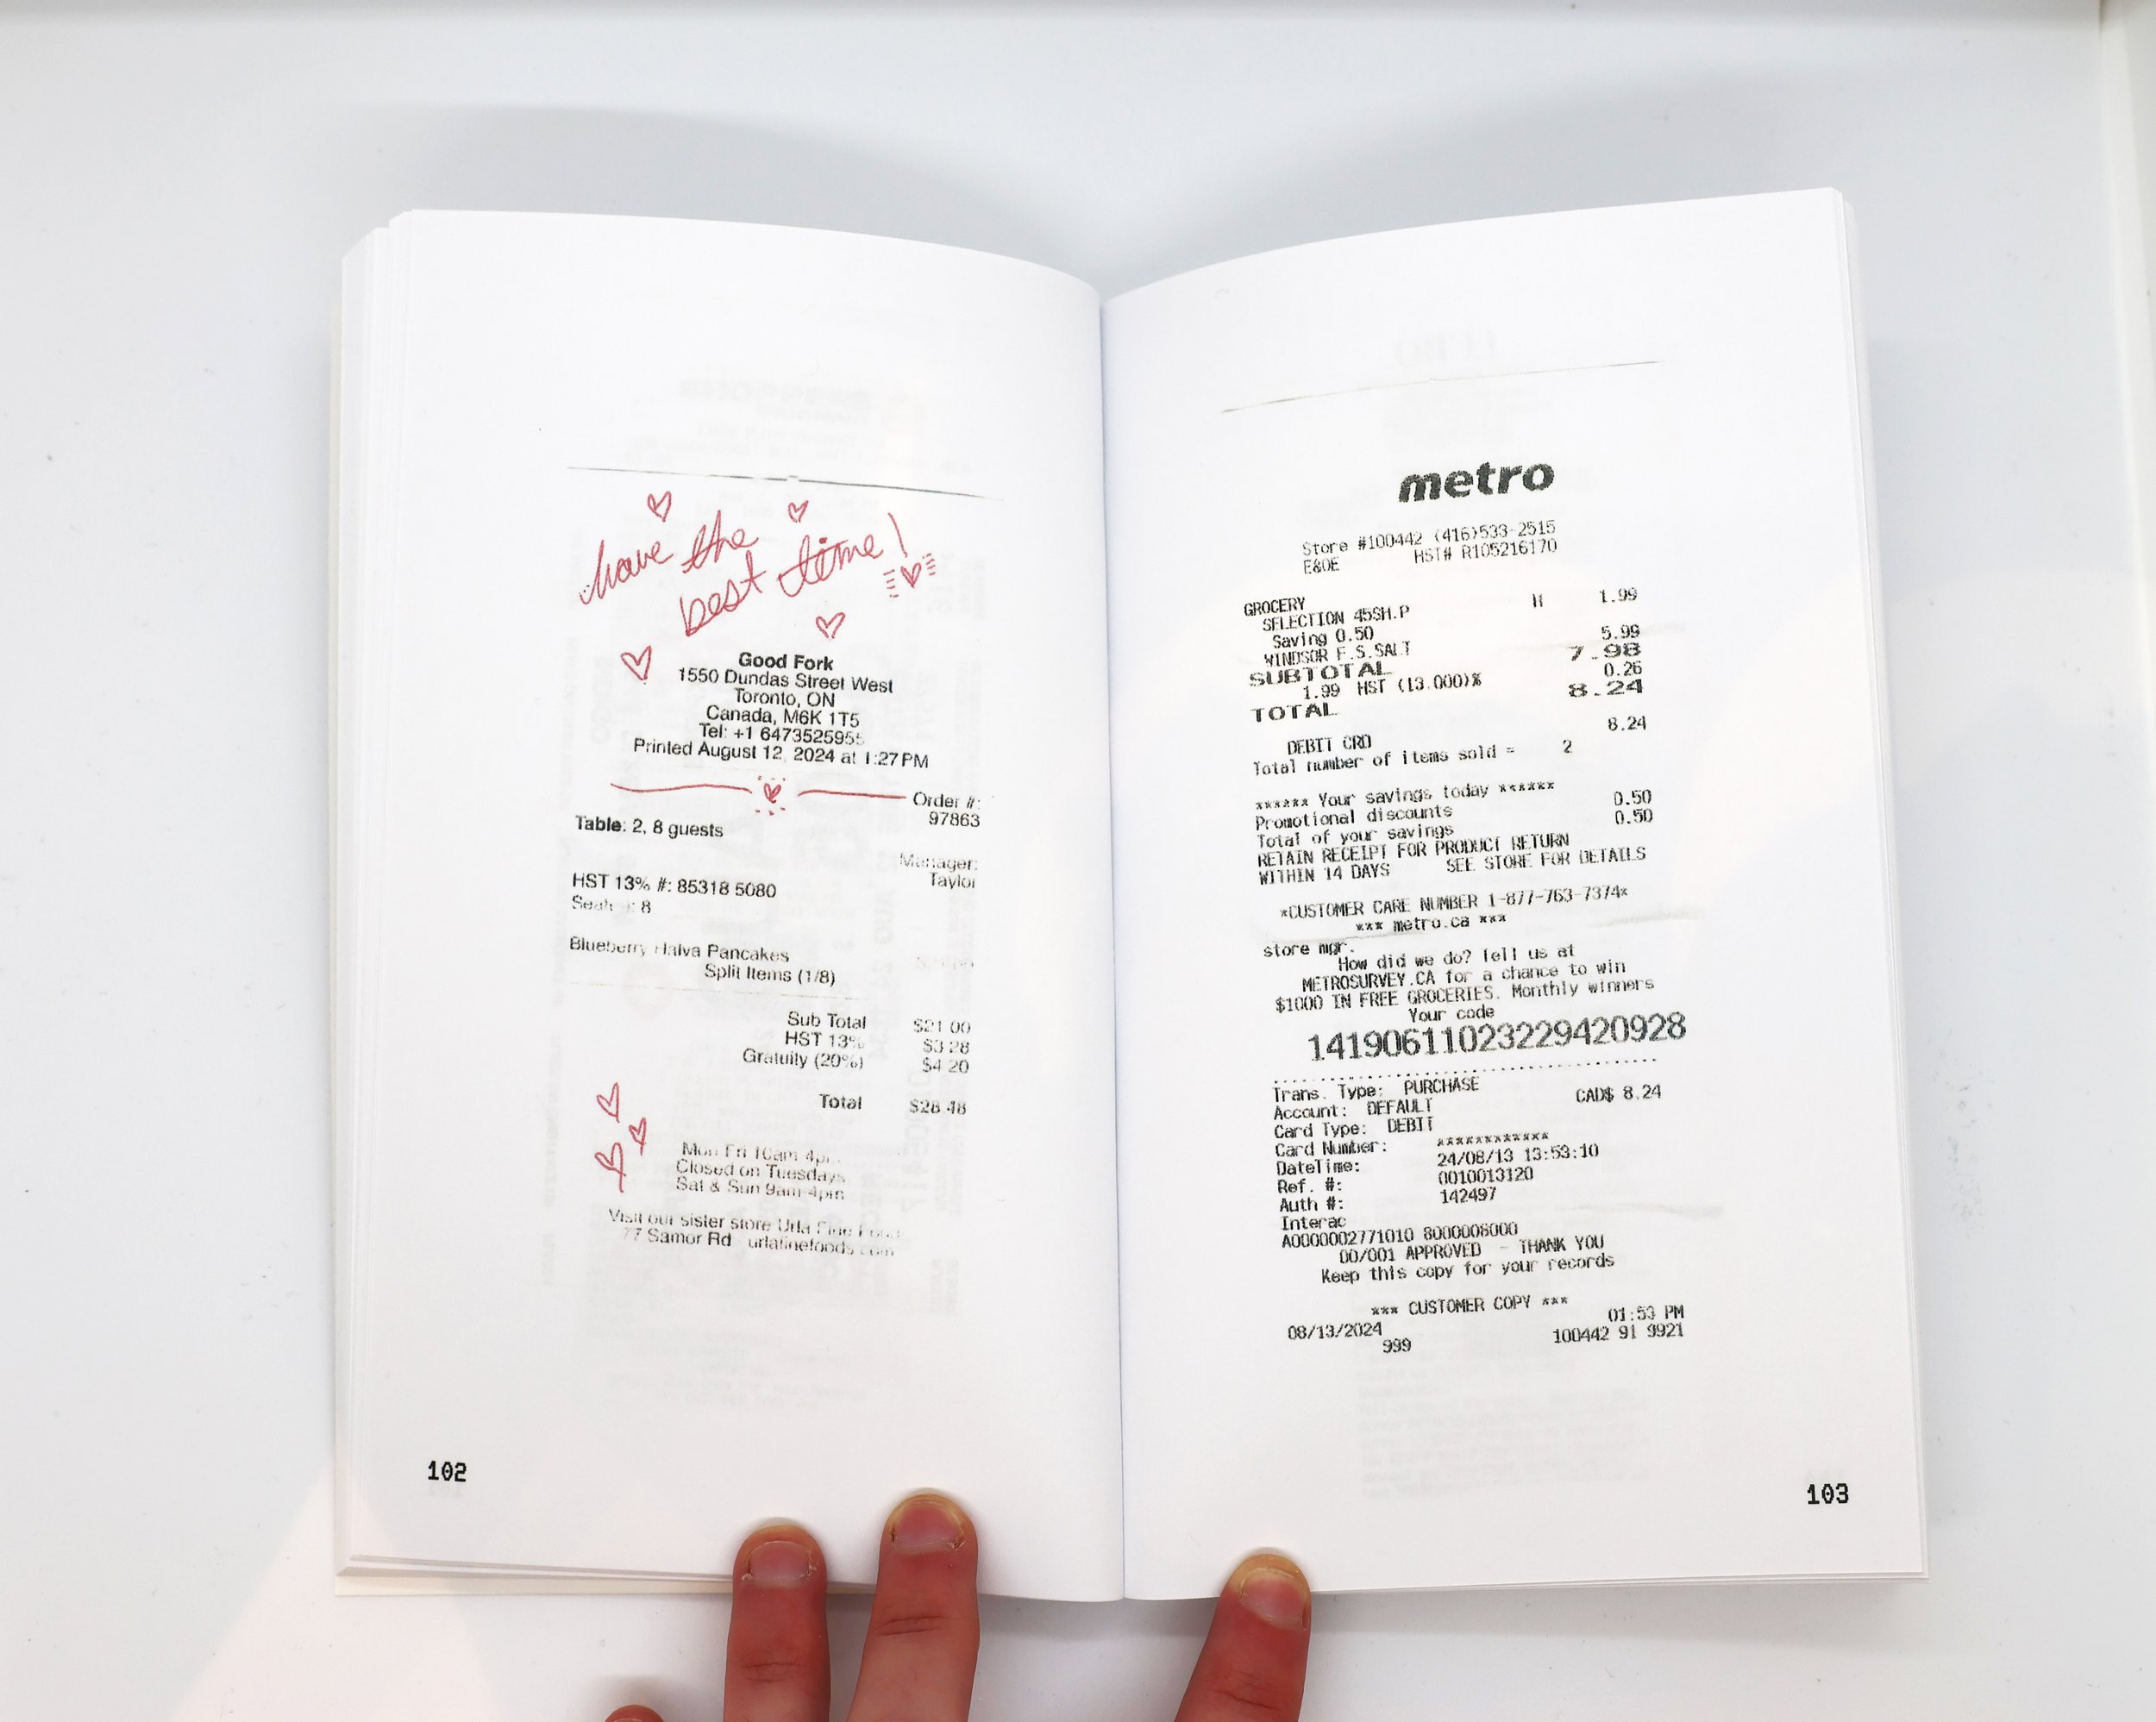 have the
best time!
Good Fork
1550 Dundas Street West
Toronto, ON
Canada, M6K 1T5
Tel: +1 6473525955
Printed August 12, 2024 at 1:27 PM
Order #:
97863
Table: 2, 8 guests
Manager:
Taylor
HST 13% #: 85318 5080
8
Blueberry Halva Pancakes
Split Items (1/8)
Sub Total $21.00
HST 13% $3.28
Gratuity (20%) $4.20
Total $28.48
Mon Fri 10am 4pm
Closed on Tuesdays
Sat & Sun 9am-4pm
Visit our sister store Urla Fine
77 Samor Rd urlafinefoods.com
102
metro
Store #100442 (416)533-2515
E&OE HST# R105216170
GROCERY
SELECTION 45SH.P H 1.99
Saving 0.50
WINDSOR F.S.SALT 5.99
SUBTOTAL 7.98
1.99 HST (13.000)% 0.26
TOTAL 8.24
DEBIT CRD 8.24
Total number of items sold = 2
****** Your savings today ******
Promotional discounts 0.50
Total of your savings 0.50
RETAIN RECEIPT FOR PRODUCT RETURN
WITHIN 14 DAYS SEE STORE FOR DETAILS
*CUSTOMER CARE NUMBER 1-877-763-7374*
*** metro.ca ***
store mgr.
How did we do? Tell us at
METROSURVEY.CA for a chance to win
$1000 IN FREE GROCERIES. Monthly winners
Your code
14190611023229420928
Trans. Type: PURCHASE
Account: DEFAULT CAD$ 8.24
Card Type: DEBIT
Card Number: ************
DateTime: 24/08/13 13:53:10
Ref. #: 0010013120
Auth #: 142497
Interac
A0000002771010 8000008000
00/001 APPROVED - THANK YOU
Keep this copy for your records
*** CUSTOMER COPY ***
08/13/2024 01:53 PM
999 100442 91 9921
103